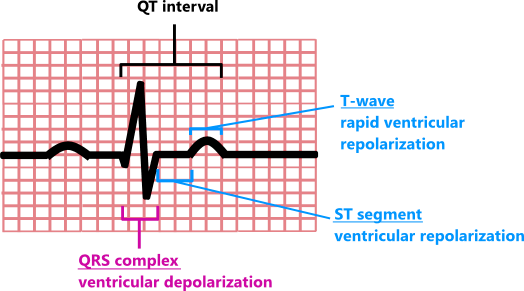 QT interval
T-wave
rapid ventricular
repolarization
ST segment
ventricular repolarization
QRS complex
ventricular depolarization